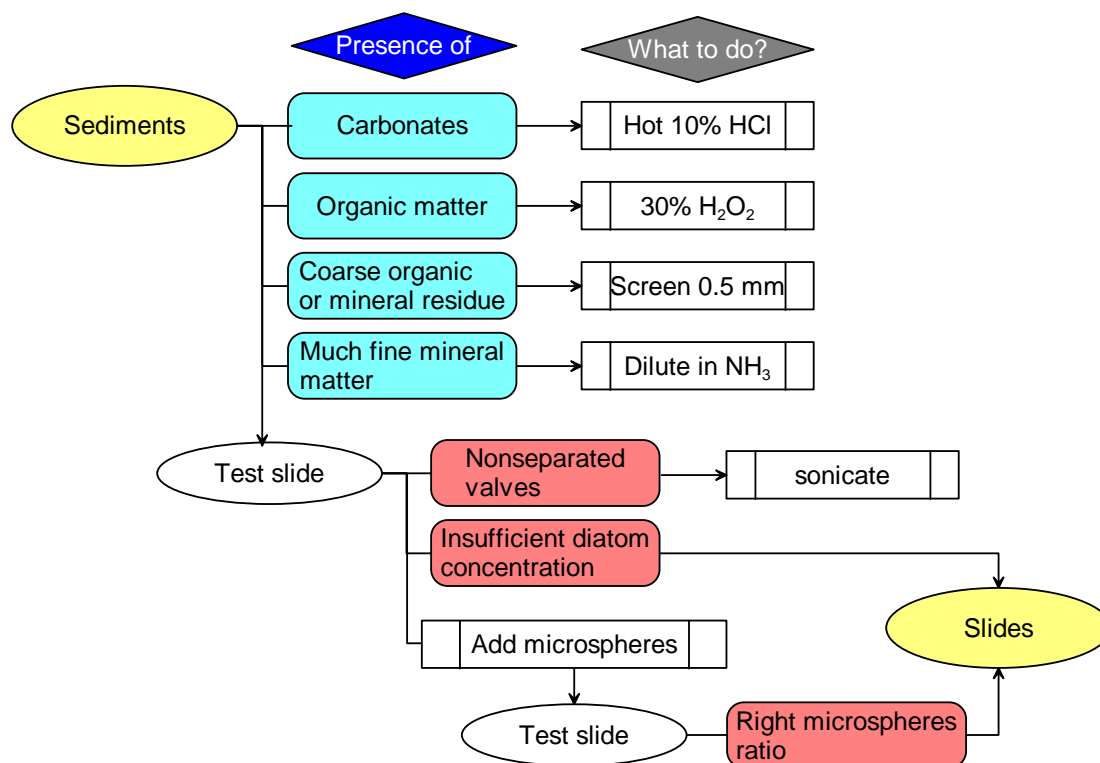 Presence of
What to do?
Sediments
Carbonates
Hot 10% HCl
Organic matter
30% H₂O₂
Coarse organic
or mineral residue
Screen 0.5 mm
Much fine mineral
matter
Dilute in NH₃
Test slide
Nonseparated
valves
sonicate
Insufficient diatom
concentration
Slides
Add microspheres
Test slide
Right microspheres
ratio